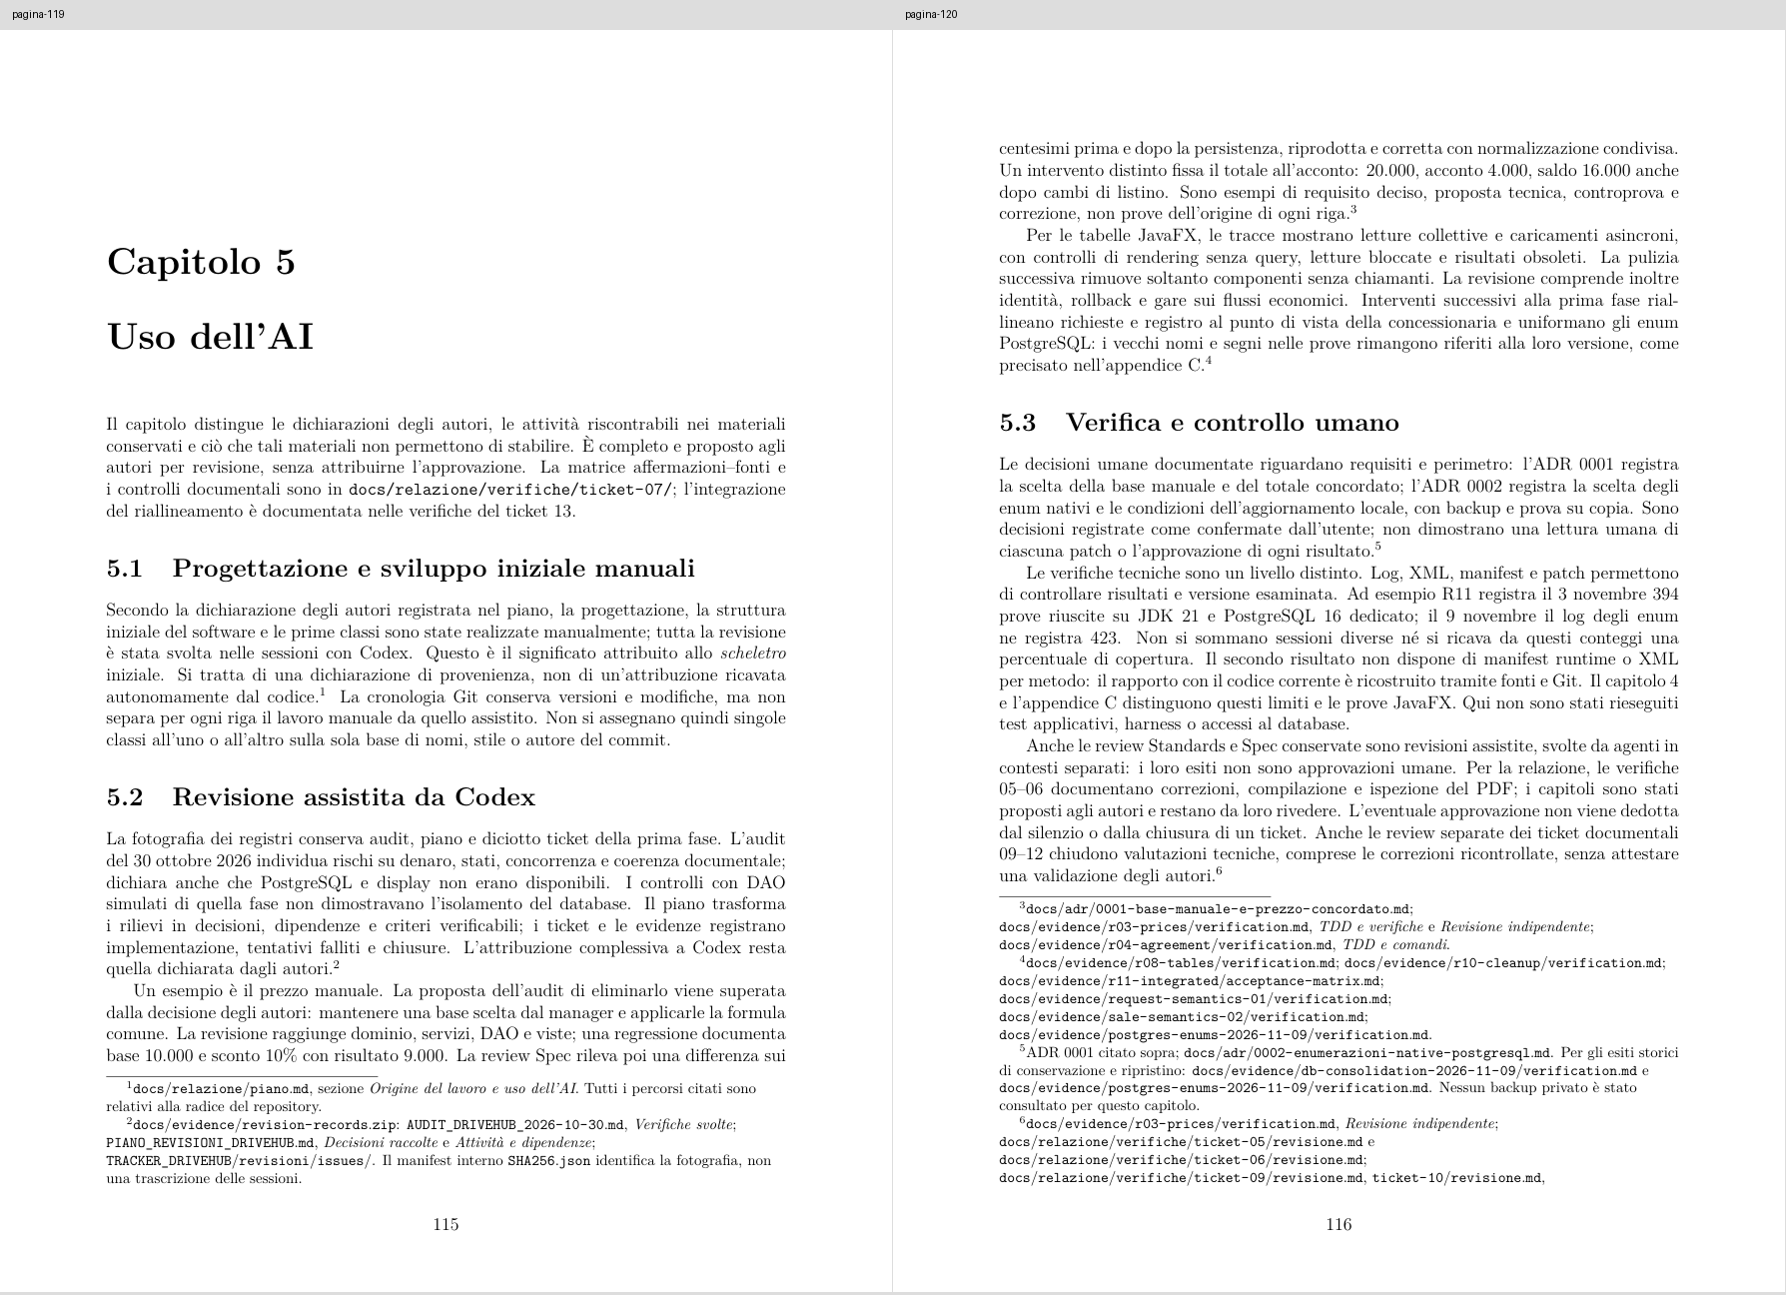 pagina-119
Capitolo 5
Uso dell'AI
Il capitolo distingue le dichiarazioni degli autori, le attività riscontrabili nei materiali
conservati e ciò che tali materiali non permettono di stabilire. È completo e proposto agli
autori per revisione, senza attribuirne l'approvazione. La matrice affermazioni–fonti e
i controlli documentali sono in docs/relazione/verifiche/ticket-07/; l'integrazione
del riallineamento è documentata nelle verifiche del ticket 13.
5.1 Progettazione e sviluppo iniziale manuali
Secondo la dichiarazione degli autori registrata nel piano, la progettazione, la struttura
iniziale del software e le prime classi sono state realizzate manualmente; tutta la revisione
è stata svolta nelle sessioni con Codex. Questo è il significato attribuito allo scheletro
iniziale. Si tratta di una dichiarazione di provenienza, non di un'attribuzione ricavata
autonomamente dal codice.1 La cronologia Git conserva versioni e modifiche, ma non
separa per ogni riga il lavoro manuale da quello assistito. Non si assegnano quindi singole
classi all'uno o all'altro sulla sola base di nomi, stile o autore del commit.
5.2 Revisione assistita da Codex
La fotografia dei registri conserva audit, piano e diciotto ticket della prima fase. L'audit
del 30 ottobre 2026 individua rischi su denaro, stati, concorrenza e coerenza documentale;
dichiara anche che PostgreSQL e display non erano disponibili. I controlli con DAO
simulati di quella fase non dimostravano l'isolamento del database. Il piano trasforma
i rilievi in decisioni, dipendenze e criteri verificabili; i ticket e le evidenze registrano
implementazione, tentativi falliti e chiusure. L'attribuzione complessiva a Codex resta
quella dichiarata dagli autori.2
Un esempio è il prezzo manuale. La proposta dell'audit di eliminarlo viene superata
dalla decisione degli autori: mantenere una base scelta dal manager e applicarle la formula
comune. La revisione raggiunge dominio, servizi, DAO e viste; una regressione documenta
base 10.000 e sconto 10% con risultato 9.000. La review Spec rileva poi una differenza sui
1docs/relazione/piano.md, sezione Origine del lavoro e uso dell'AI. Tutti i percorsi citati sono
relativi alla radice del repository.
2docs/evidence/revision-records.zip: AUDIT_DRIVEHUB_2026-10-30.md, Verifiche svolte;
PIANO_REVISIONI_DRIVEHUB.md, Decisioni raccolte e Attività e dipendenze;
TRACKER_DRIVEHUB/revisioni/issues/. Il manifest interno SHA256.json identifica la fotografia, non
una trascrizione delle sessioni.
115
pagina-120
centesimi prima e dopo la persistenza, riprodotta e corretta con normalizzazione condivisa.
Un intervento distinto fissa il totale all'acconto: 20.000, acconto 4.000, saldo 16.000 anche
dopo cambi di listino. Sono esempi di requisito deciso, proposta tecnica, controprova e
correzione, non prove dell'origine di ogni riga.3
Per le tabelle JavaFX, le tracce mostrano letture collettive e caricamenti asincroni,
con controlli di rendering senza query, letture bloccate e risultati obsoleti. La pulizia
successiva rimuove soltanto componenti senza chiamanti. La revisione comprende inoltre
identità, rollback e gare sui flussi economici. Interventi successivi alla prima fase rial-
lineano richieste e registro al punto di vista della concessionaria e uniformano gli enum
PostgreSQL: i vecchi nomi e segni nelle prove rimangono riferiti alla loro versione, come
precisato nell'appendice C.4
5.3 Verifica e controllo umano
Le decisioni umane documentate riguardano requisiti e perimetro: l'ADR 0001 registra
la scelta della base manuale e del totale concordato; l'ADR 0002 registra la scelta degli
enum nativi e le condizioni dell'aggiornamento locale, con backup e prova su copia. Sono
decisioni registrate come confermate dall'utente; non dimostrano una lettura umana di
ciascuna patch o l'approvazione di ogni risultato.5
Le verifiche tecniche sono un livello distinto. Log, XML, manifest e patch permettono
di controllare risultati e versione esaminata. Ad esempio R11 registra il 3 novembre 394
prove riuscite su JDK 21 e PostgreSQL 16 dedicato; il 9 novembre il log degli enum
ne registra 423. Non si sommano sessioni diverse né si ricava da questi conteggi una
percentuale di copertura. Il secondo risultato non dispone di manifest runtime o XML
per metodo: il rapporto con il codice corrente è ricostruito tramite fonti e Git. Il capitolo 4
e l'appendice C distinguono questi limiti e le prove JavaFX. Qui non sono stati rieseguiti
test applicativi, harness o accessi al database.
Anche le review Standards e Spec conservate sono revisioni assistite, svolte da agenti in
contesti separati: i loro esiti non sono approvazioni umane. Per la relazione, le verifiche
05–06 documentano correzioni, compilazione e ispezione del PDF; i capitoli sono stati
proposti agli autori e restano da loro rivedere. L'eventuale approvazione non viene dedotta
dal silenzio o dalla chiusura di un ticket. Anche le review separate dei ticket documentali
09–12 chiudono valutazioni tecniche, comprese le correzioni ricontrollate, senza attestare
una validazione degli autori.6
3docs/adr/0001-base-manuale-e-prezzo-concordato.md;
docs/evidence/r03-prices/verification.md, TDD e verifiche e Revisione indipendente;
docs/evidence/r04-agreement/verification.md, TDD e comandi.
4docs/evidence/r08-tables/verification.md; docs/evidence/r10-cleanup/verification.md;
docs/evidence/r11-integrated/acceptance-matrix.md;
docs/evidence/request-semantics-01/verification.md;
docs/evidence/sale-semantics-02/verification.md;
docs/evidence/postgres-enums-2026-11-09/verification.md.
5ADR 0001 citato sopra; docs/adr/0002-enumerazioni-native-postgresql.md. Per gli esiti storici
di conservazione e ripristino: docs/evidence/db-consolidation-2026-11-09/verification.md e
docs/evidence/postgres-enums-2026-11-09/verification.md. Nessun backup privato è stato
consultato per questo capitolo.
6docs/evidence/r03-prices/verification.md, Revisione indipendente;
docs/relazione/verifiche/ticket-05/revisione.md e
docs/relazione/verifiche/ticket-06/revisione.md;
docs/relazione/verifiche/ticket-09/revisione.md, ticket-10/revisione.md,
116